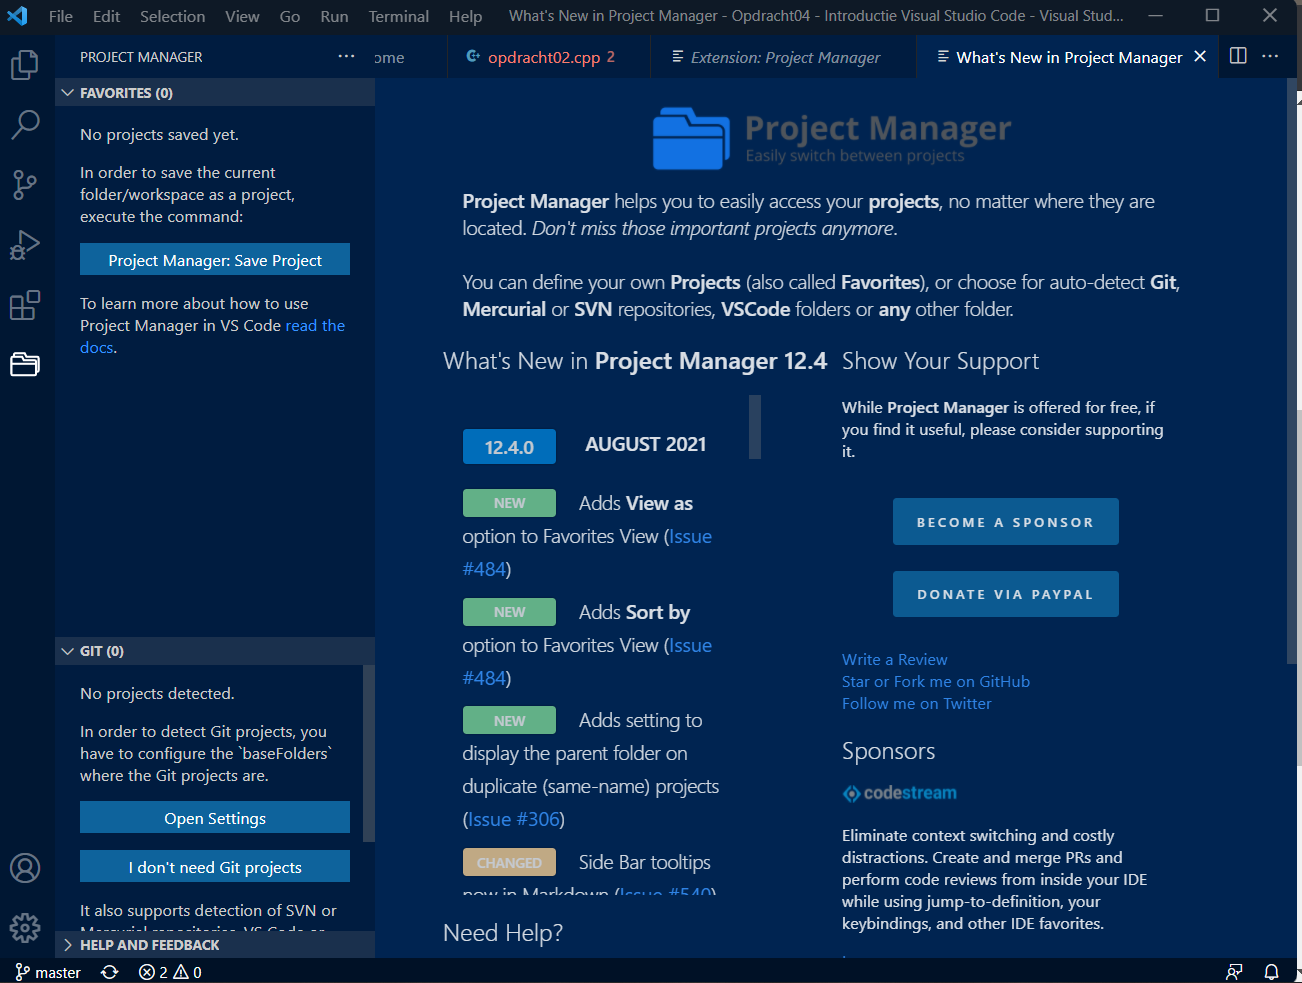 File Edit Selection View Go Run Terminal Help What's New in Project Manager - Opdracht04 - Introductie Visual Studio Code - Visual Stud...
PROJECT MANAGER
ome
opdracht02.cpp 2
Extension: Project Manager
What's New in Project Manager
FAVORITES (0)
No projects saved yet.
In order to save the current
folder/workspace as a project,
execute the command:
Project Manager: Save Project
To learn more about how to use
Project Manager in VS Code read the
docs.
GIT (0)
No projects detected.
In order to detect Git projects, you
have to configure the `baseFolders`
where the Git projects are.
Open Settings
I don't need Git projects
It also supports detection of SVN or
Mercurial repositories, VS Code or
HELP AND FEEDBACK
Project Manager
Easily switch between projects
Project Manager helps you to easily access your projects, no matter where they are
located. Don't miss those important projects anymore.
You can define your own Projects (also called Favorites), or choose for auto-detect Git,
Mercurial or SVN repositories, VSCode folders or any other folder.
What's New in Project Manager 12.4
12.4.0 AUGUST 2021
NEW Adds View as
option to Favorites View (Issue
#484)
NEW Adds Sort by
option to Favorites View (Issue
#484)
NEW Adds setting to
display the parent folder on
duplicate (same-name) projects
(Issue #306)
CHANGED Side Bar tooltips
now in Markdown (Issue #540)
Need Help?
Show Your Support
While Project Manager is offered for free, if
you find it useful, please consider supporting
it.
BECOME A SPONSOR
DONATE VIA PAYPAL
Write a Review
Star or Fork me on GitHub
Follow me on Twitter
Sponsors
codestream
Eliminate context switching and costly
distractions. Create and merge PRs and
perform code reviews from inside your IDE
while using jump-to-definition, your
keybindings, and other IDE favorites.
master 2 0